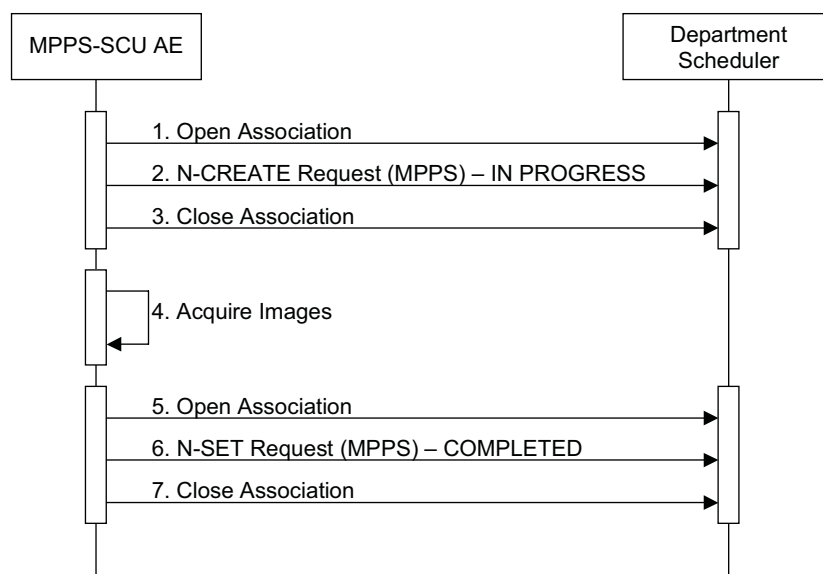 MPPS-SCU AE
Department
Scheduler
1. Open Association
2. N-CREATE Request (MPPS) – IN PROGRESS
3. Close Association
4. Acquire Images
5. Open Association
6. N-SET Request (MPPS) – COMPLETED
7. Close Association